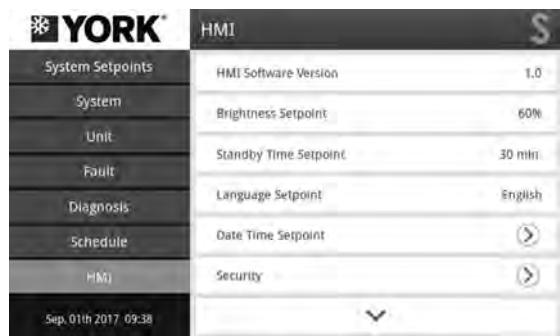 YORK
System Setpoints
System
Unit
Fault
Diagnosis
Schedule
HMI
Sep. 01th 2017 09:38
HMI
S
HMI Software Version 1.0
Brightness Setpoint 60%
Standby Time Setpoint 30 min
Language Setpoint English
Date Time Setpoint
Security